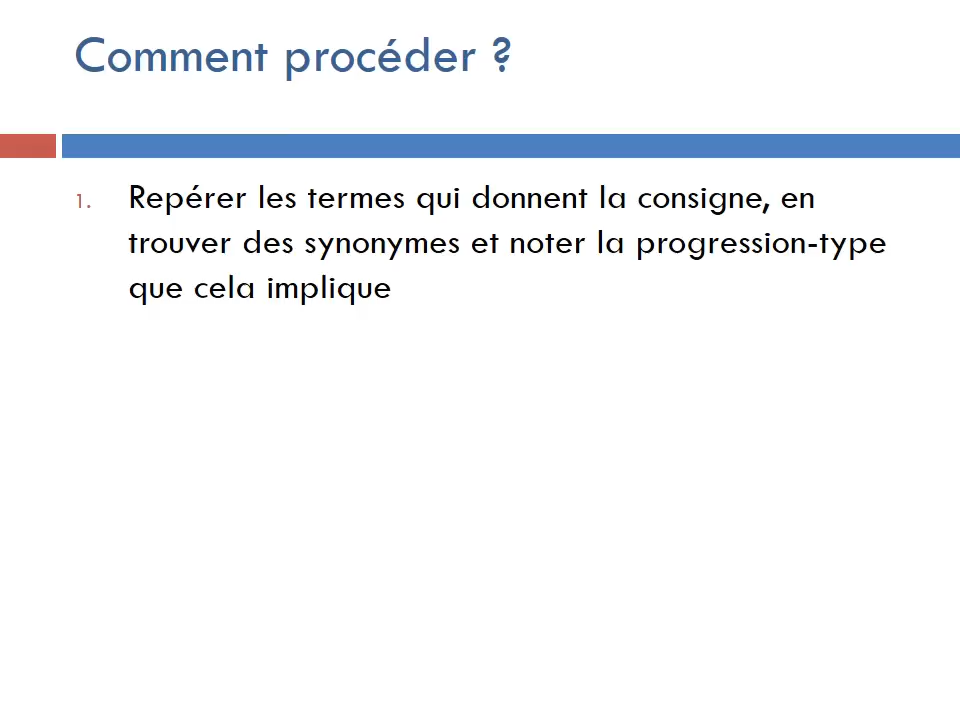 Comment procéder ?
1. Repérer les termes qui donnent la consigne, en
trouver des synonymes et noter la progression-type
que cela implique